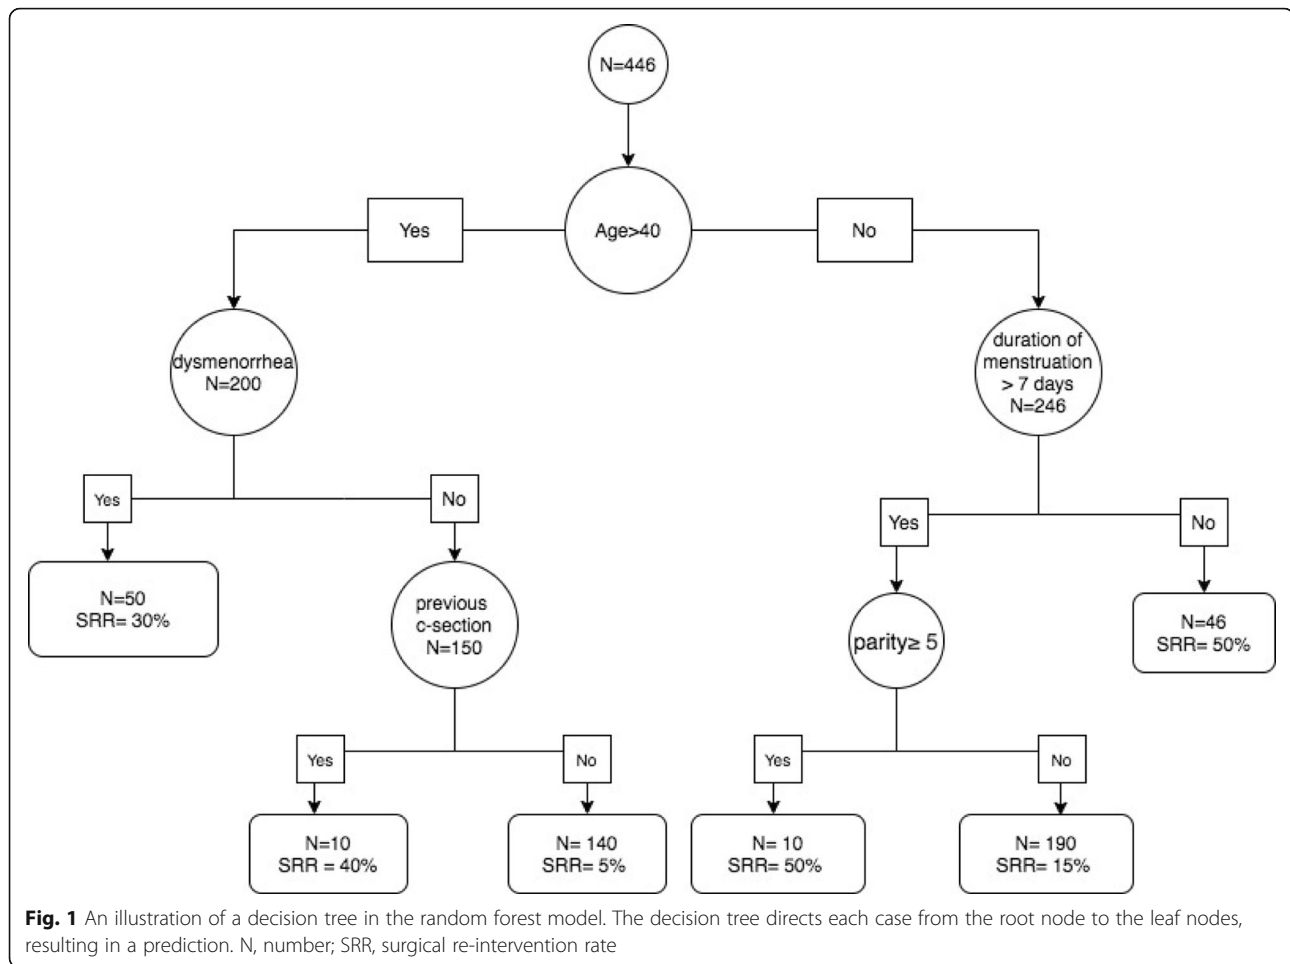 N=446
Age>40
Yes
No
dysmenorrhea
N=200
duration of
menstruation
> 7 days
N=246
Yes
No
Yes
No
N=50
SRR= 30%
previous
c-section
N=150
parity≥ 5
N=46
SRR= 50%
Yes
No
Yes
No
N=10
SRR = 40%
N= 140
SRR= 5%
N= 10
SRR= 50%
N= 190
SRR= 15%
Fig. 1 An illustration of a decision tree in the random forest model. The decision tree directs each case from the root node to the leaf nodes,
resulting in a prediction. N, number; SRR, surgical re-intervention rate